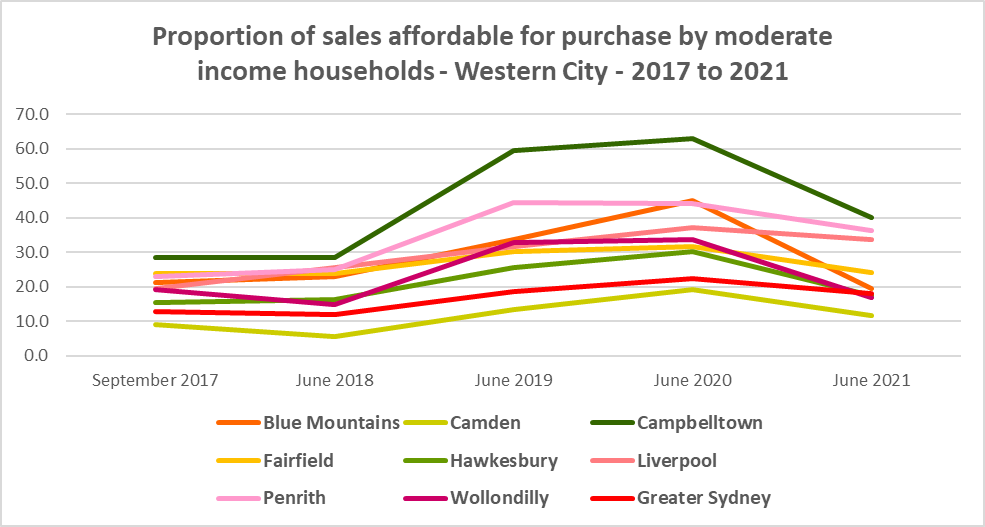 Proportion of sales affordable for purchase by moderate
income households - Western City - 2017 to 2021
70.0
60.0
50.0
40.0
30.0
20.0
10.0
0.0
September 2017 June 2018 June 2019 June 2020 June 2021
Blue Mountains Camden Campbelltown
Fairfield Hawkesbury Liverpool
Penrith Wollondilly Greater Sydney